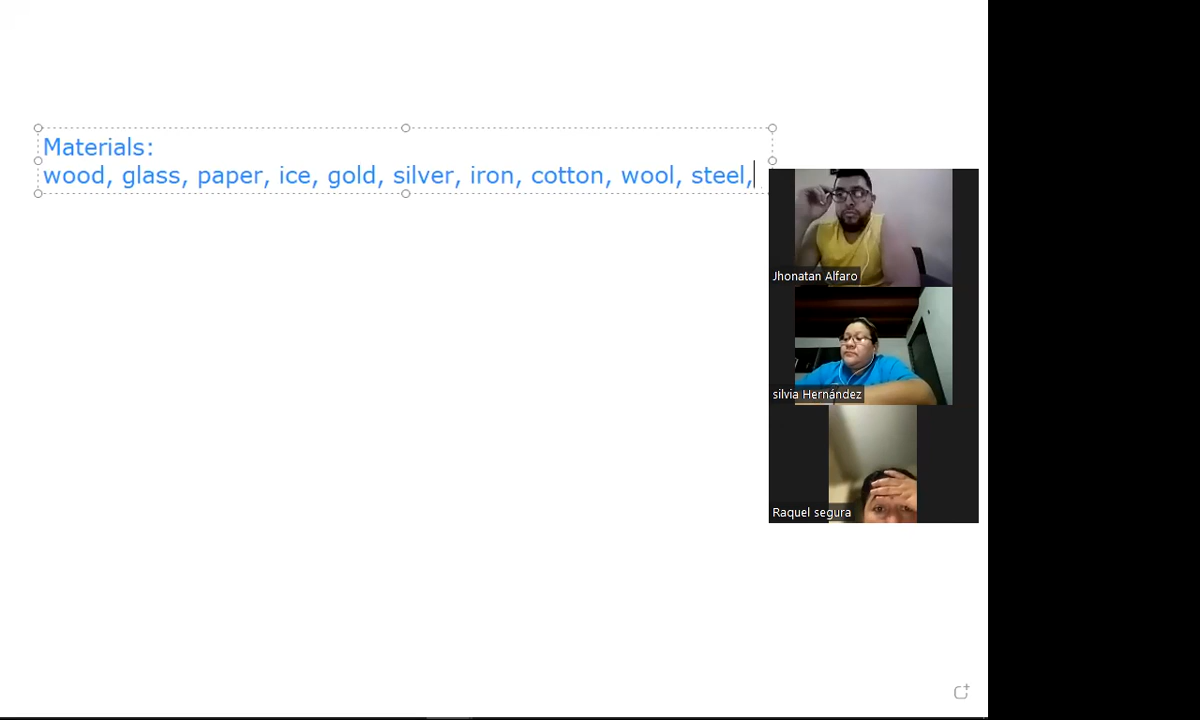 Materials:
wood, glass, paper, ice, gold, silver, iron, cotton, wool, steel,
Jhonatan Alfaro
silvia Hernández
Raquel segura